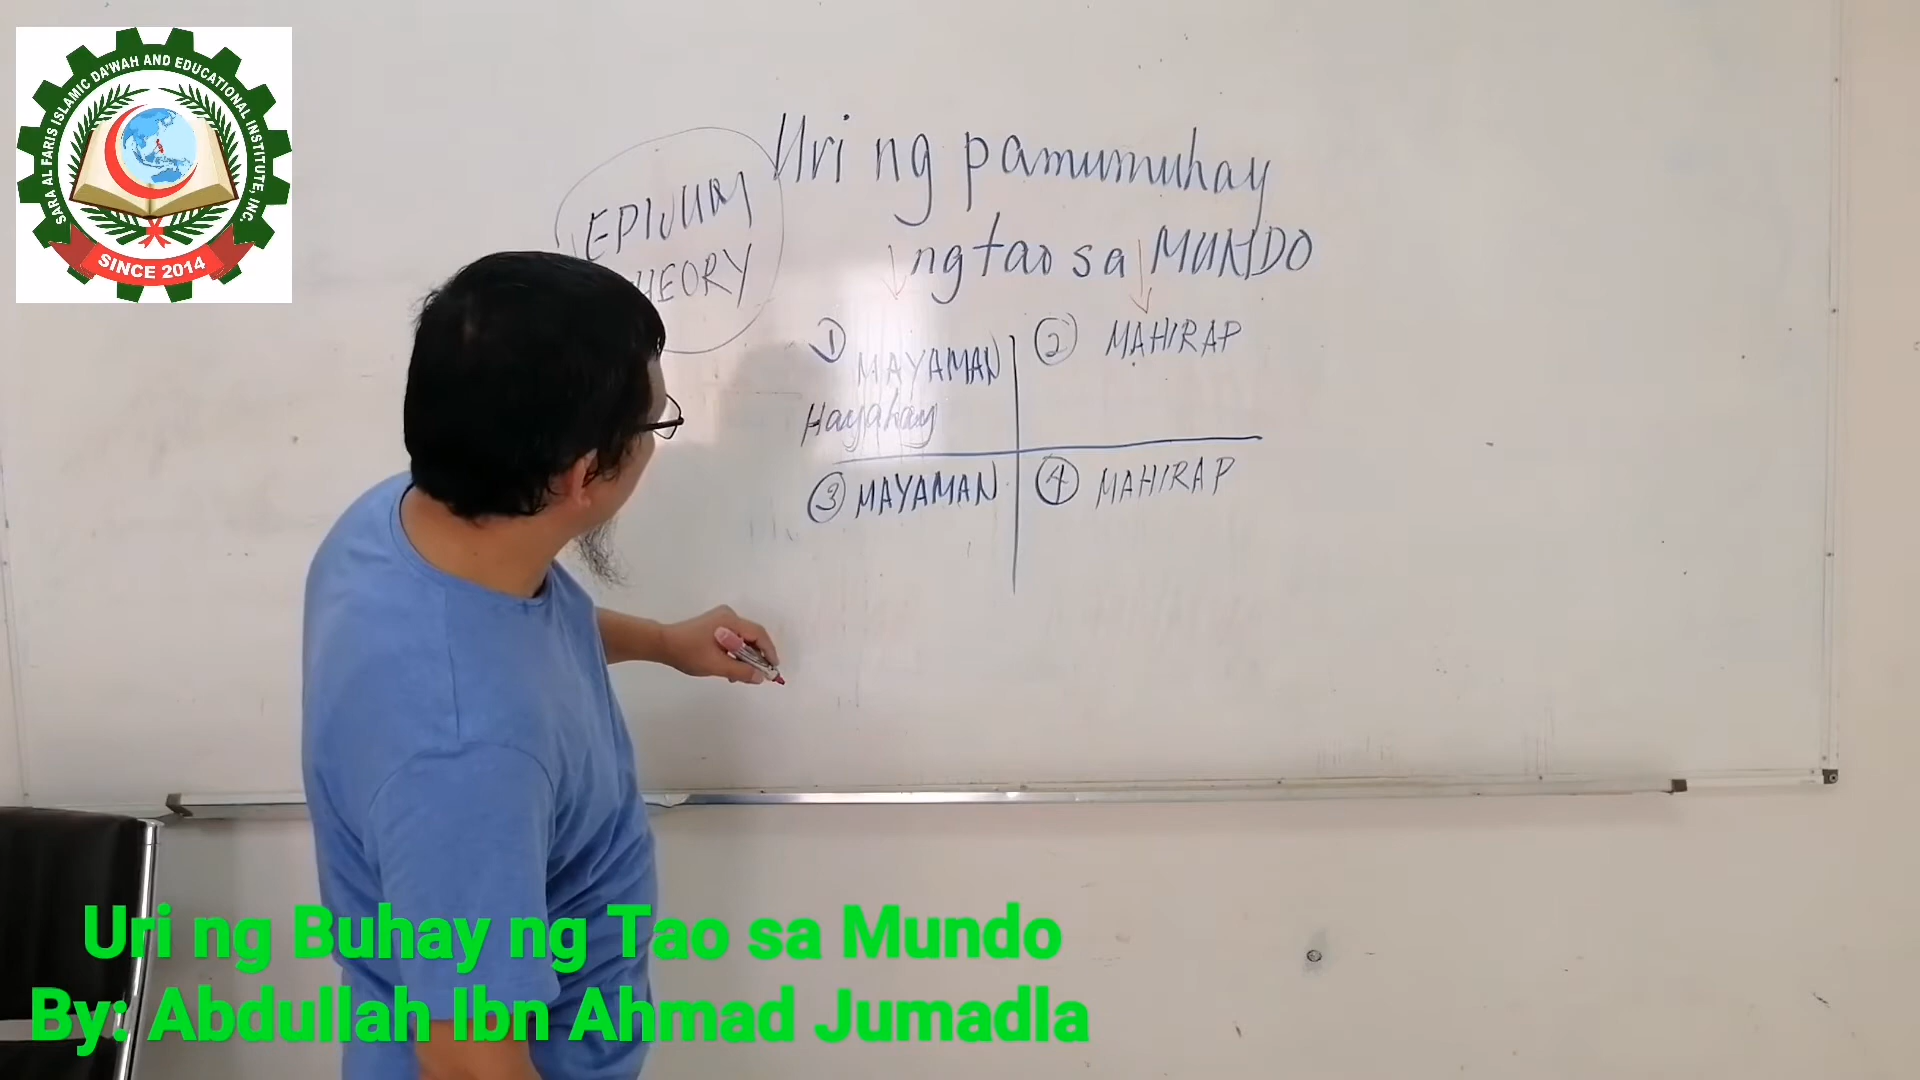 SARA AL FARIS ISLAMIC DA'WAH AND EDUCATIONAL INSTITUTE, INC.
SINCE 2014
Uri ng pamumuhay
ng tao sa MUNDO
THEORY
1 MAYAMAN
Hayahay
2 MAHIRAP
3 MAYAMAN
4 MAHIRAP
Uri ng Buhay ng Tao sa Mundo
By: Abdullah Ibn Ahmad Jumadla